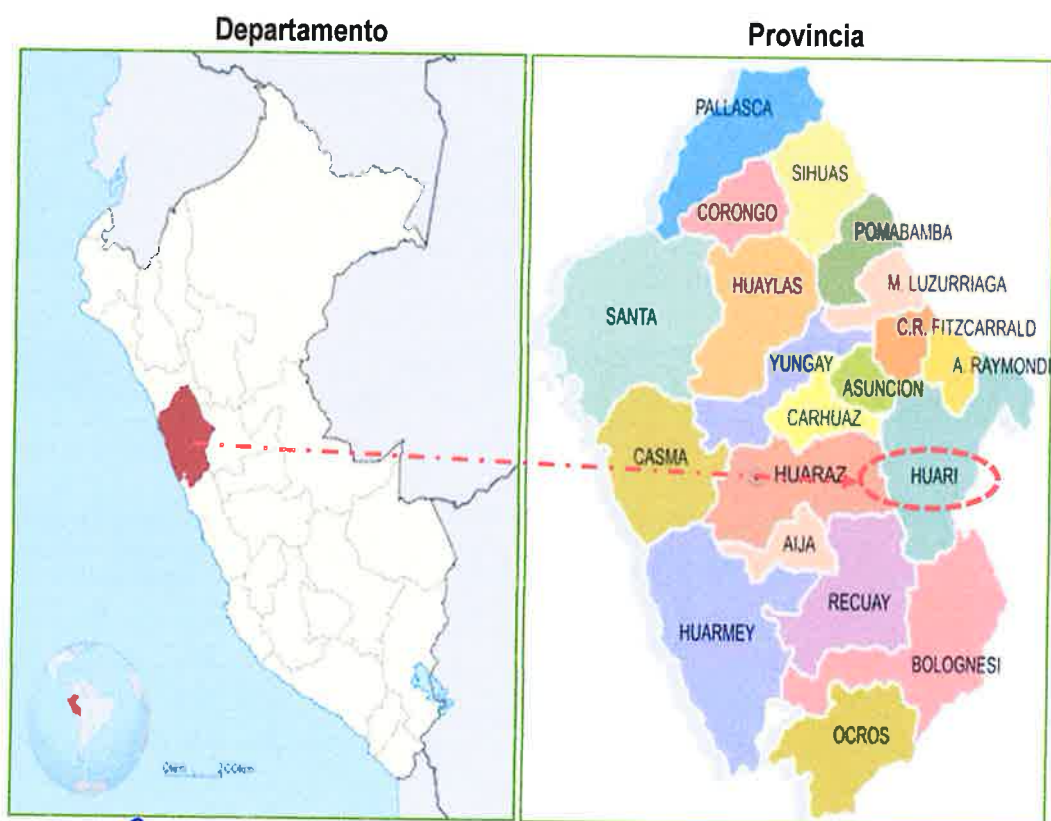 Departamento
Provincia
PALLASCA
SIHUAS
CORONGO
POMABAMBA
HUAYLAS
M. LUZURRIAGA
SANTA
C.R. FITZCARRALD
YUNGAY
A. RAYMONDI
ASUNCION
CARHUAZ
CASMA
HUARAZ
HUARI
AIJA
RECUAY
HUARMEY
BOLOGNESI
OCROS